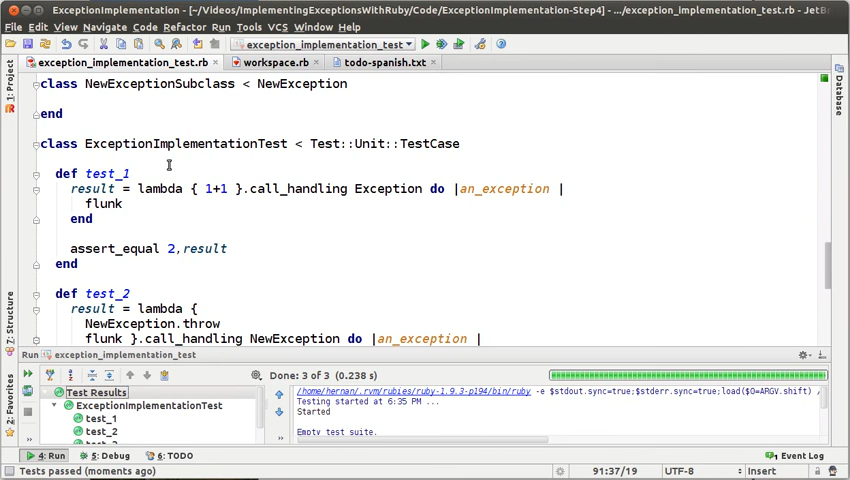 ExceptionImplementation - [~/Videos/ImplementingExceptionsWithRuby/Code/ExceptionImplementation-Step4] - .../exception_implementation_test.rb - JetBr
File Edit View Navigate Code Refactor Run Tools VCS Window Help
exception_implementation_test
exception_implementation_test.rb
workspace.rb
todo-spanish.txt
1: Project
Database
class NewExceptionSubclass < NewException
end
class ExceptionImplementationTest < Test::Unit::TestCase
def test_1
result = lambda { 1+1 }.call_handling Exception do |an_exception |
flunk
end
assert_equal 2,result
end
def test_2
result = lambda {
NewException.throw
flunk }.call_handling NewException do |an_exception |
7: Structure
2: Favorites
Run exception_implementation_test
Done: 3 of 3 (0.238 s)
Test Results
ExceptionImplementationTest
test_1
test_2
/home/hernan/.rvm/rubies/ruby-1.9.3-p194/bin/ruby -e $stdout.sync=true;$stderr.sync=true;load($0=ARGV.shift) /
Testing started at 6:35 PM ...
Started
Empty test suite.
4: Run 5: Debug 6: TODO Event Log
Tests passed (moments ago) 91:37/19 UTF-8 Insert